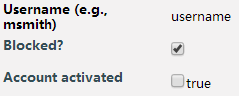 Username (e.g., username
msmith)
Blocked?
Account activated true